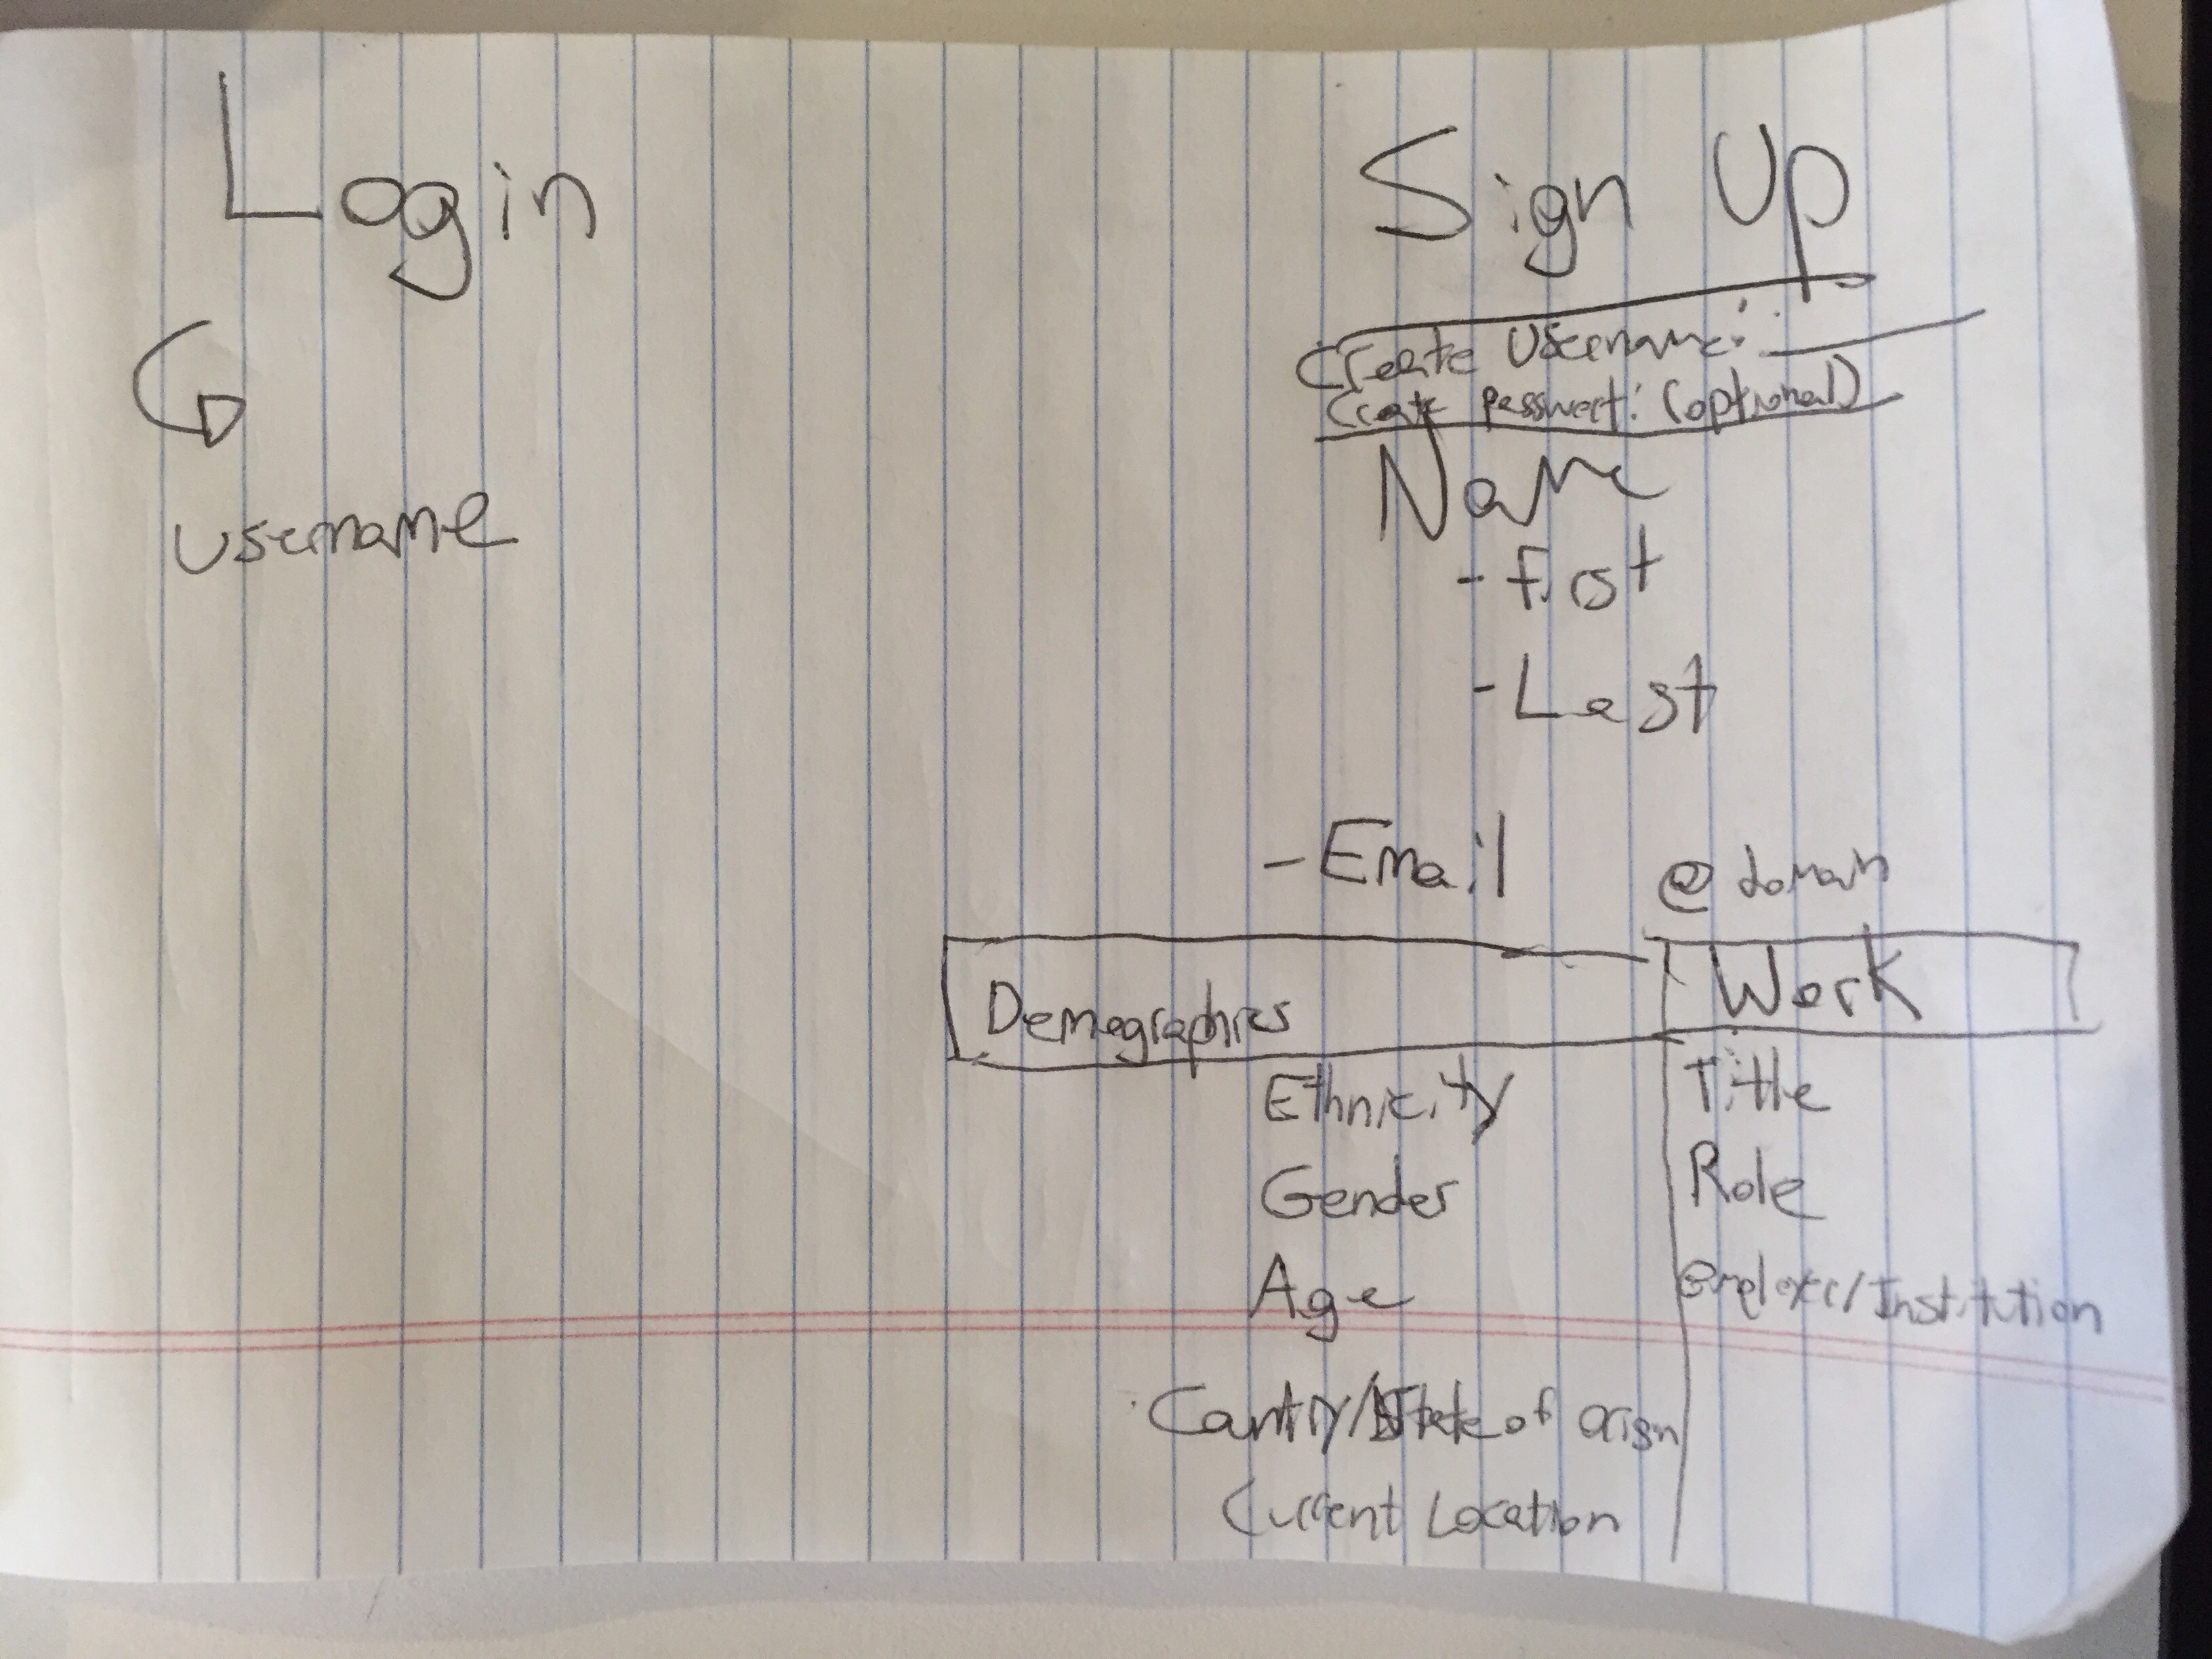 Login
username
Sign Up
Create Username:
Create Passwort: (optional)
Name
- First
- Last
- Email @ domain
Demographics
Ethnicity
Gender
Age
Country/State of origin
Current Location
Work
Title
Role
employer/Institution